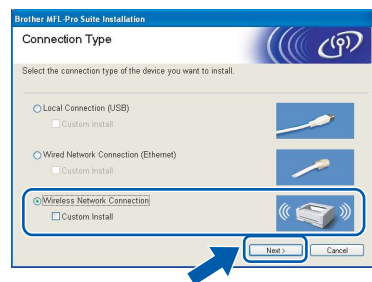 Brother MFL-Pro Suite Installation
Connection Type
Select the connection type of the device you want to install.
Local Connection (USB)
Custom Install
Wired Network Connection (Ethernet)
Custom Install
Wireless Network Connection
Custom Install
Next >
Cancel